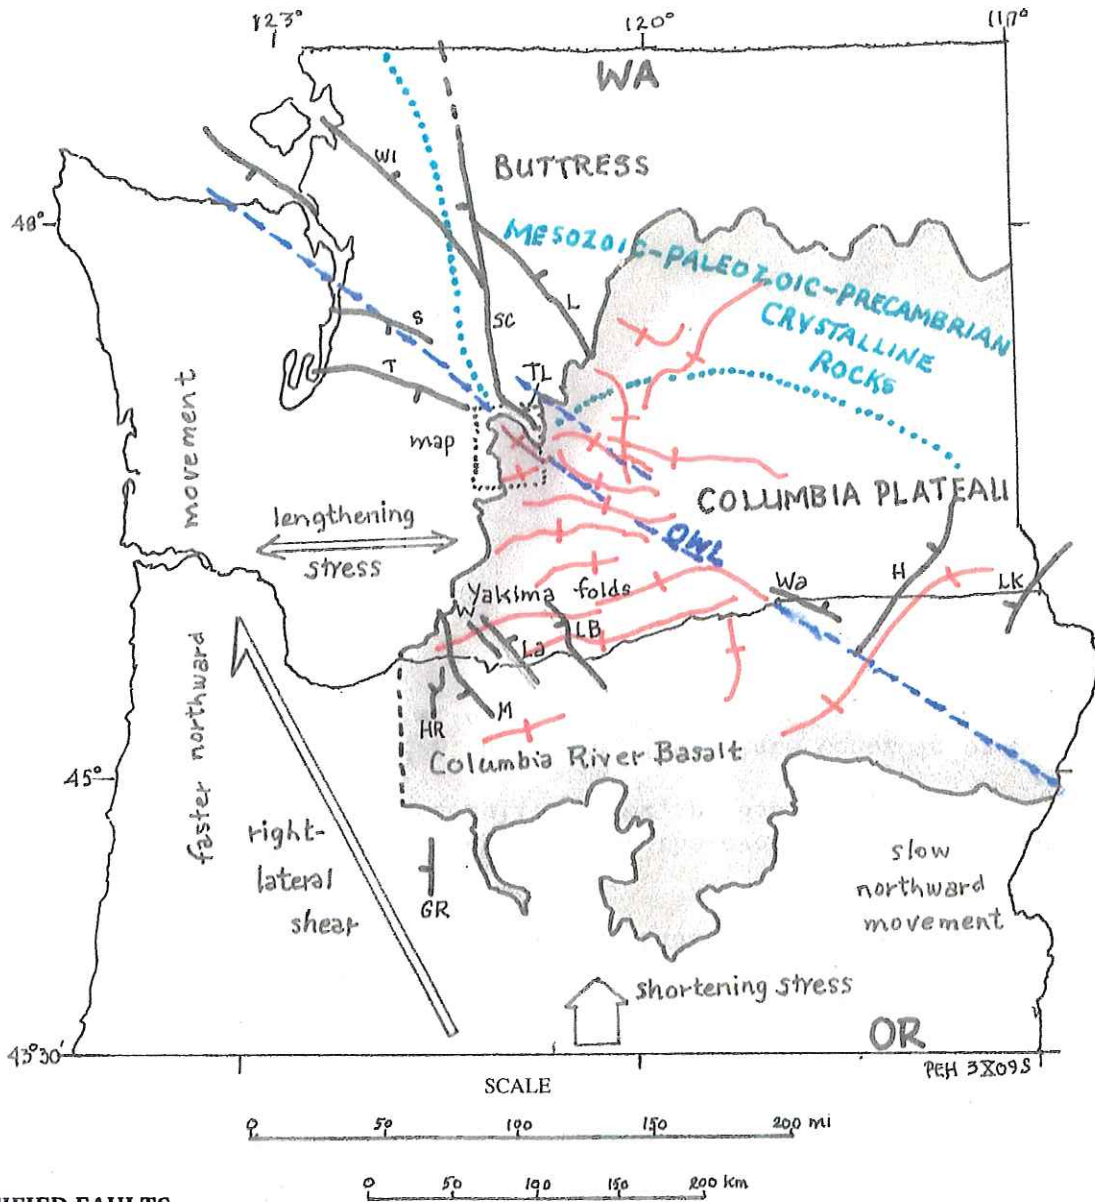 123°
120°
117°
WA
BUTTRESS
WI
48°
MESOZOIC-PALEOZOIC-PRECAMBRIAN
CRYSTALLINE
ROCKS
L
SC
S
T
TL
map
movement
faster northward
lengthening
stress
COLUMBIA PLATEAU
OWL
Wa
H
LK
Yakima folds
W
LB
La
M
HR
Columbia River Basalt
45°
right-
lateral
shear
GR
slow
northward
movement
shortening stress
OR
43°30'
PEH 3X09S
SCALE
0 50 100 150 200 mi
0 50 100 150 200 km